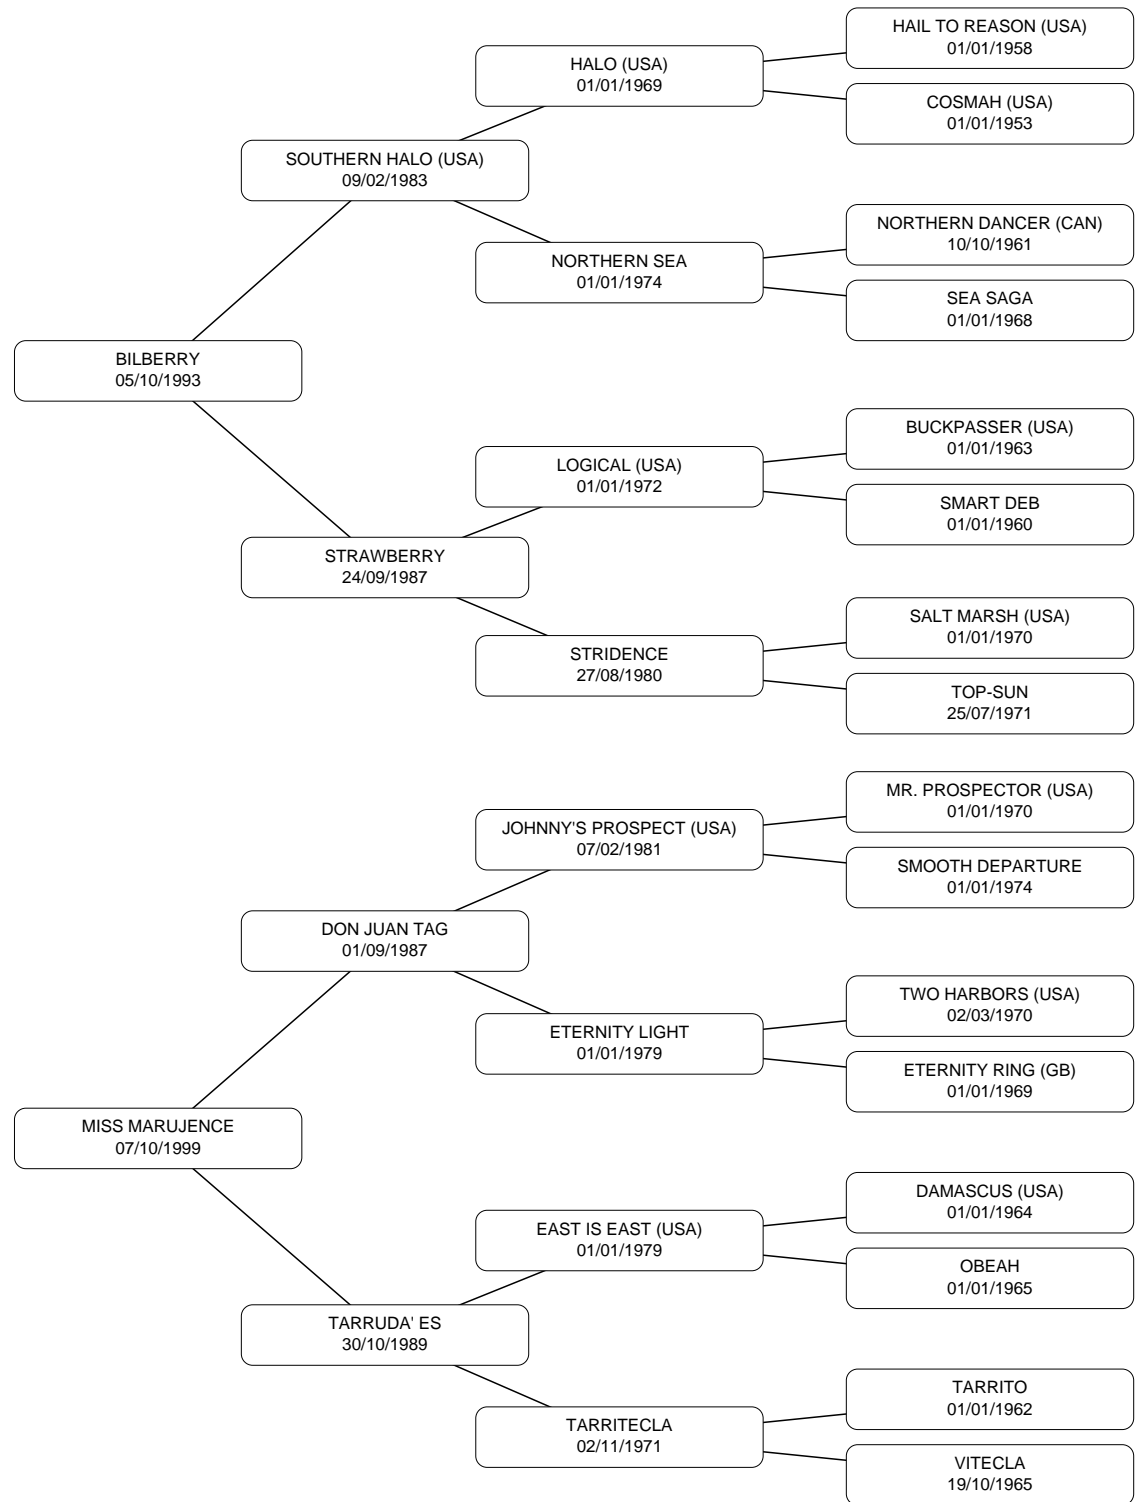 HAIL TO REASON (USA)
01/01/1958
HALO (USA)
01/01/1969
COSMAH (USA)
01/01/1953
SOUTHERN HALO (USA)
09/02/1983
NORTHERN DANCER (CAN)
10/10/1961
NORTHERN SEA
01/01/1974
SEA SAGA
01/01/1968
BILBERRY
05/10/1993
BUCKPASSER (USA)
01/01/1963
LOGICAL (USA)
01/01/1972
SMART DEB
01/01/1960
STRAWBERRY
24/09/1987
SALT MARSH (USA)
01/01/1970
STRIDENCE
27/08/1980
TOP-SUN
25/07/1971
MR. PROSPECTOR (USA)
01/01/1970
JOHNNY'S PROSPECT (USA)
07/02/1981
SMOOTH DEPARTURE
01/01/1974
DON JUAN TAG
01/09/1987
TWO HARBORS (USA)
02/03/1970
ETERNITY LIGHT
01/01/1979
ETERNITY RING (GB)
01/01/1969
MISS MARUJENCE
07/10/1999
DAMASCUS (USA)
01/01/1964
EAST IS EAST (USA)
01/01/1979
OBEAH
01/01/1965
TARRUDA' ES
30/10/1989
TARRITO
01/01/1962
TARRITECLA
02/11/1971
VITECLA
19/10/1965